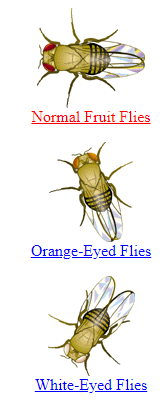 Normal Fruit Flies
Orange-Eyed Flies
White-Eyed Flies